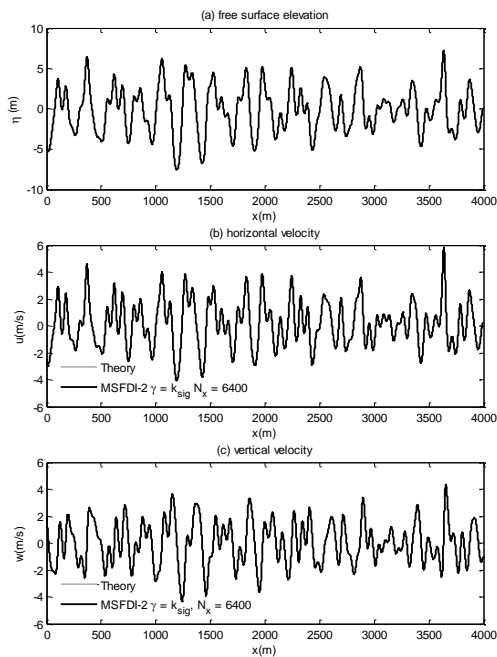 (a) free surface elevation
10
5
0
-5
-10
η (m)
0 500 1000 1500 2000 2500 3000 3500 4000
x(m)
(b) horizontal velocity
6
4
2
0
-2
-4
-6
u(m/s)
Theory
MSFDI-2 γ = k_sig N_x = 6400
0 500 1000 1500 2000 2500 3000 3500 4000
x(m)
(c) vertical velocity
6
4
2
0
-2
-4
-6
w(m/s)
Theory
MSFDI-2 γ = k_sig, N_x = 6400
0 500 1000 1500 2000 2500 3000 3500 4000
x(m)